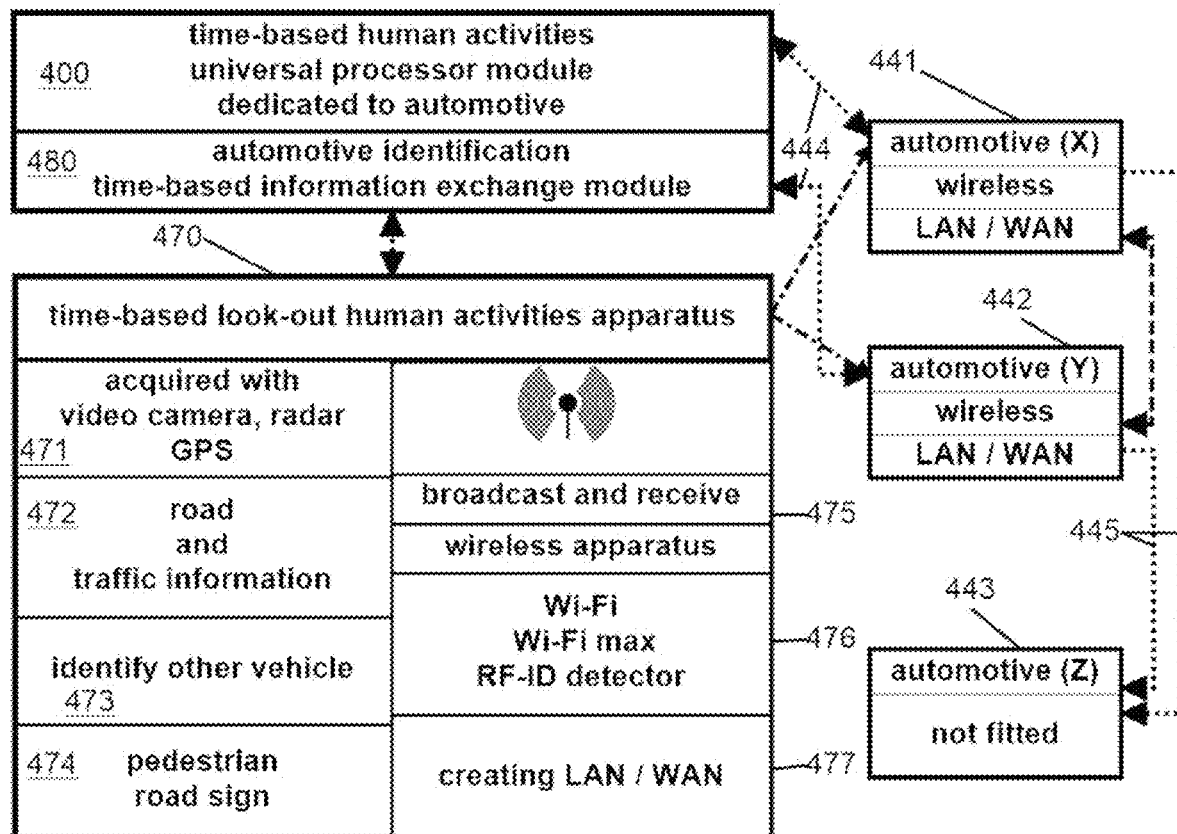 time-based human activities
400 universal processor module
dedicated to automotive
480 automotive identification
time-based information exchange module
444
441
automotive (X)
wireless
LAN / WAN
470
time-based look-out human activities apparatus
442
automotive (Y)
wireless
LAN / WAN
acquired with
video camera, radar
471 GPS
472 road
and
traffic information
identify other vehicle
473
474 pedestrian
road sign
broadcast and receive
475
wireless apparatus
Wi-Fi
Wi-Fi max
476
RF-ID detector
creating LAN / WAN
477
445
443
automotive (Z)
not fitted